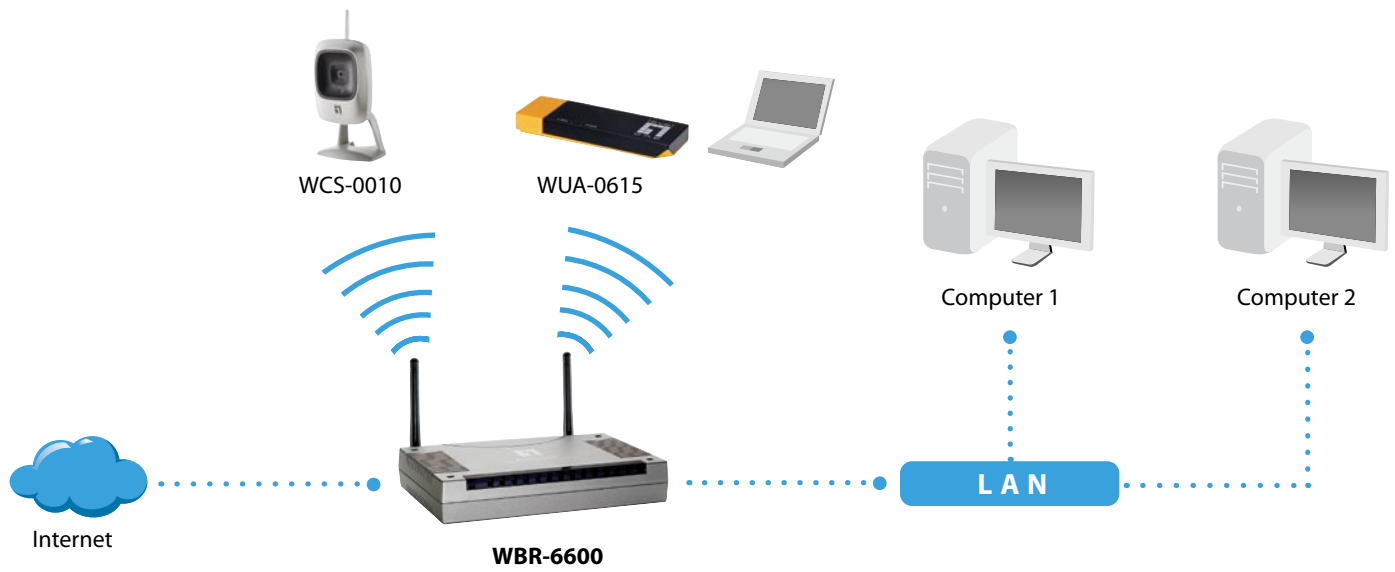 WCS-0010
WUA-0615
Computer 1
Computer 2
LAN
Internet
WBR-6600